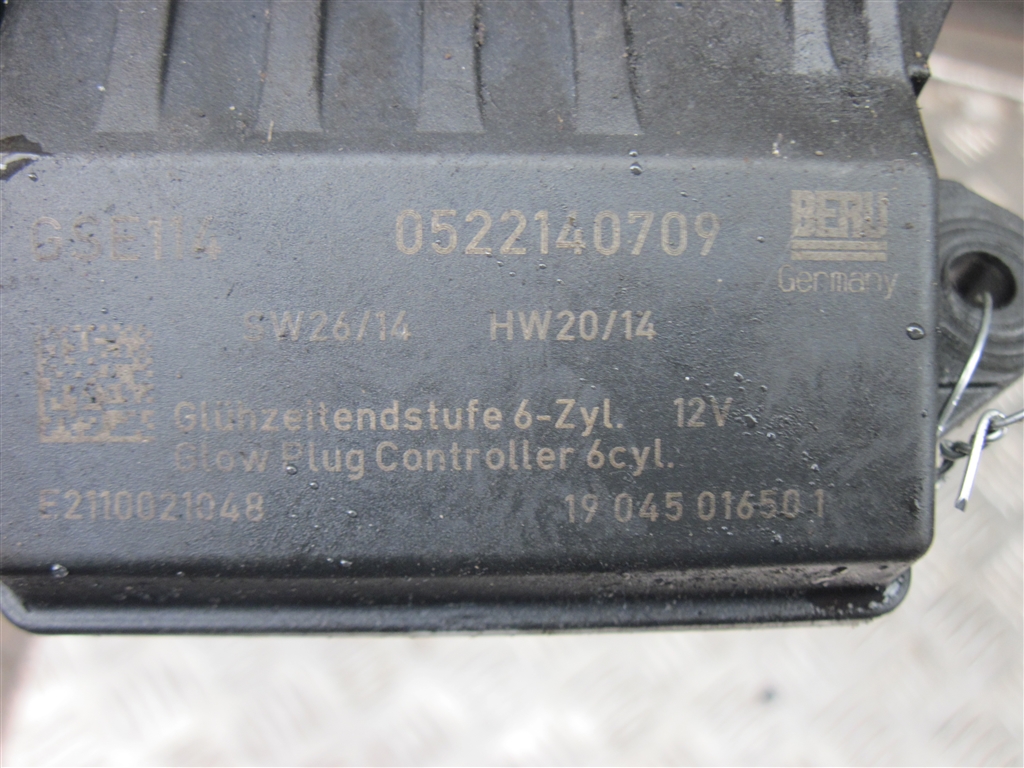 GSE114 0522140709 BERU
Germany
SW26/14 HW20/14
Glühzeitendstufe 6-Zyl. 12V
Glow Plug Controller 6cyl.
E2110021048 19 045 01650 1